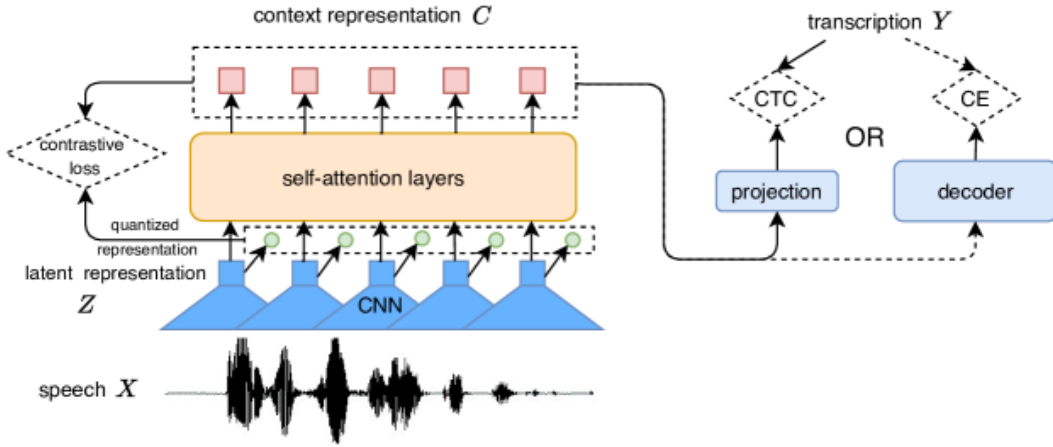 context representation C
transcription Y
CTC
CE
OR
contrastive
loss
self-attention layers
projection
decoder
quantized
representation
latent representation
Z
CNN
speech X